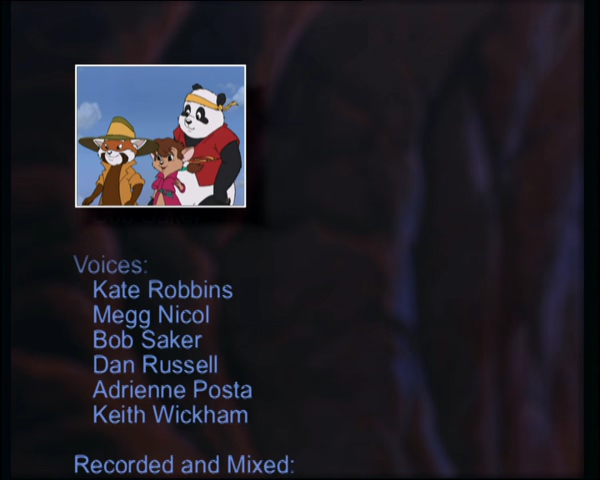 Voices:
Kate Robbins
Megg Nicol
Bob Saker
Dan Russell
Adrienne Posta
Keith Wickham
Recorded and Mixed: